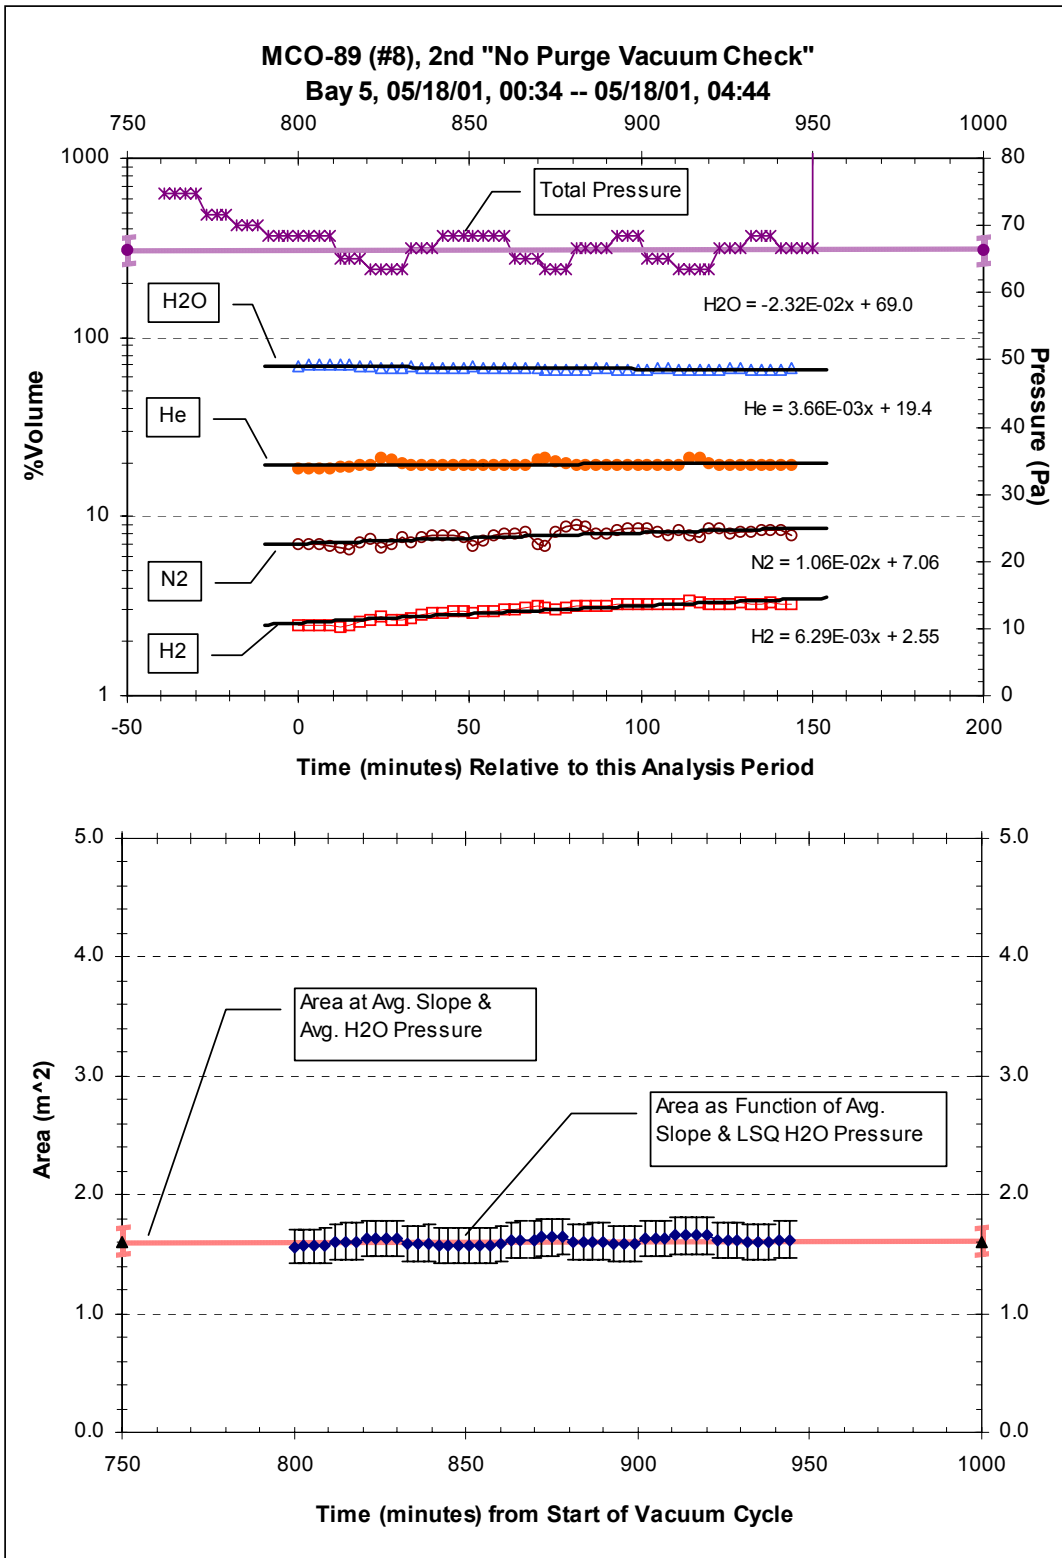 MCO-89 (#8), 2nd "No Purge Vacuum Check"
Bay 5, 05/18/01, 00:34 -- 05/18/01, 04:44
750 800 850 900 950 1000
1000
100
10
1
80
70
60
50
40
30
20
10
0
%Volume
Pressure (Pa)
Total Pressure
H2O
H2O = -2.32E-02x + 69.0
He
He = 3.66E-03x + 19.4
N2
N2 = 1.06E-02x + 7.06
H2
H2 = 6.29E-03x + 2.55
-50 0 50 100 150 200
Time (minutes) Relative to this Analysis Period
5.0 5.0
4.0 4.0
Area at Avg. Slope &
Avg. H2O Pressure
3.0 3.0
Area as Function of Avg.
Slope & LSQ H2O Pressure
Area (m^2)
2.0 2.0
1.0 1.0
0.0 0.0
750 800 850 900 950 1000
Time (minutes) from Start of Vacuum Cycle